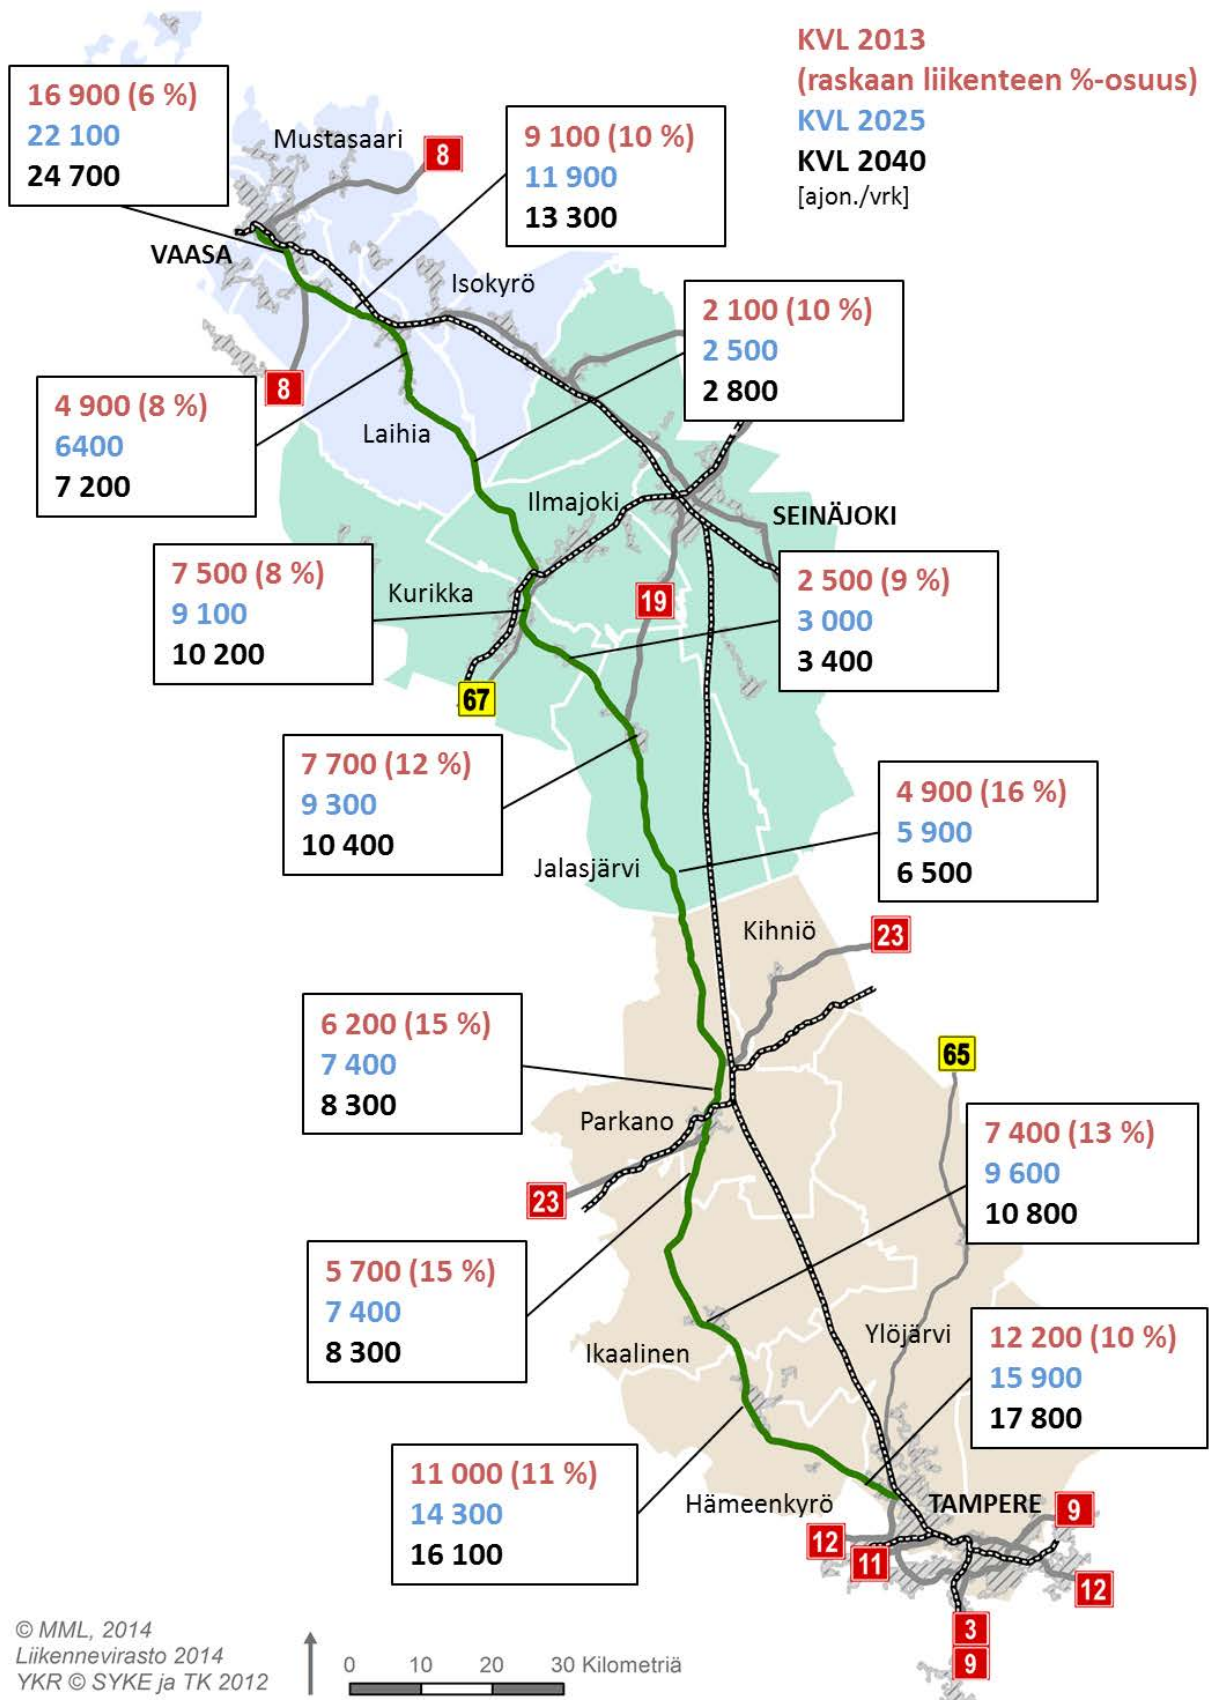 KVL 2013
(raskaan liikenteen %-osuus)
KVL 2025
KVL 2040
[ajon./vrk]
16 900 (6 %)
22 100
24 700
Mustasaari
8
9 100 (10 %)
11 900
13 300
VAASA
Isokyrö
2 100 (10 %)
2 500
2 800
8
4 900 (8 %)
6400
7 200
Laihia
Ilmajoki
SEINÄJOKI
7 500 (8 %)
9 100
10 200
Kurikka
19
2 500 (9 %)
3 000
3 400
67
7 700 (12 %)
9 300
10 400
4 900 (16 %)
5 900
6 500
Jalasjärvi
Kihniö
23
6 200 (15 %)
7 400
8 300
65
Parkano
7 400 (13 %)
9 600
10 800
23
5 700 (15 %)
7 400
8 300
Ikaalinen
Ylöjärvi
12 200 (10 %)
15 900
17 800
11 000 (11 %)
14 300
16 100
Hämeenkyrö
TAMPERE
9
12
11
12
3
9
© MML, 2014
Liikennevirasto 2014
YKR © SYKE ja TK 2012
0 10 20 30 Kilometriä